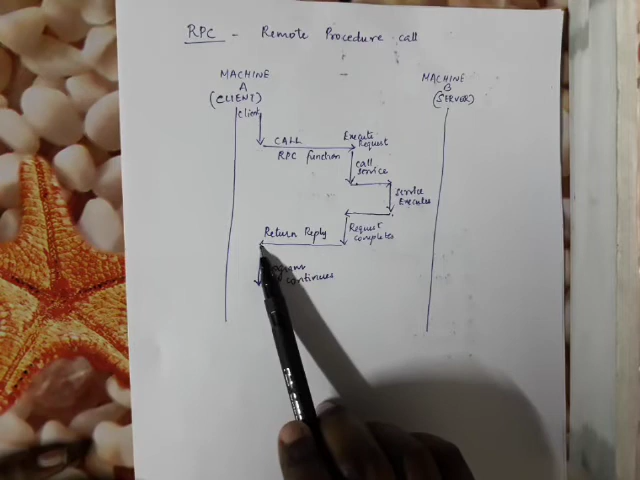 RPC - Remote Procedure call
MACHINE
A
(CLIENT)
MACHINE
B
(SERVER)
client
CALL
RPC function
Execute
Request
call
service
service
Executes
Request
completes
Return Reply
continues